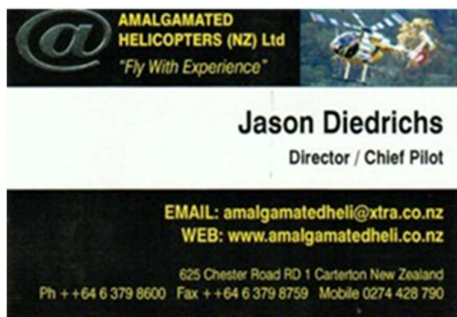 @ AMALGAMATED
HELICOPTERS (NZ) Ltd
"Fly With Experience"
Jason Diedrichs
Director / Chief Pilot
EMAIL: amalgamatedheli@xtra.co.nz
WEB: www.amalgamatedheli.co.nz
625 Chester Road RD 1 Carterton New Zealand
Ph ++64 6 379 8600 Fax ++64 6 379 8759 Mobile 0274 428 790